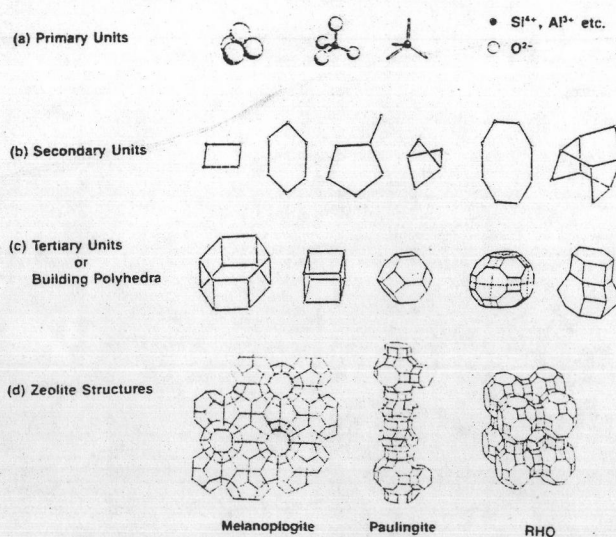 (a) Primary Units
Si⁴⁺, Al³⁺ etc.
O²⁻
(b) Secondary Units
(c) Tertiary Units
or
Building Polyhedra
(d) Zeolite Structures
Melanoplogite
Paulingite
RHO